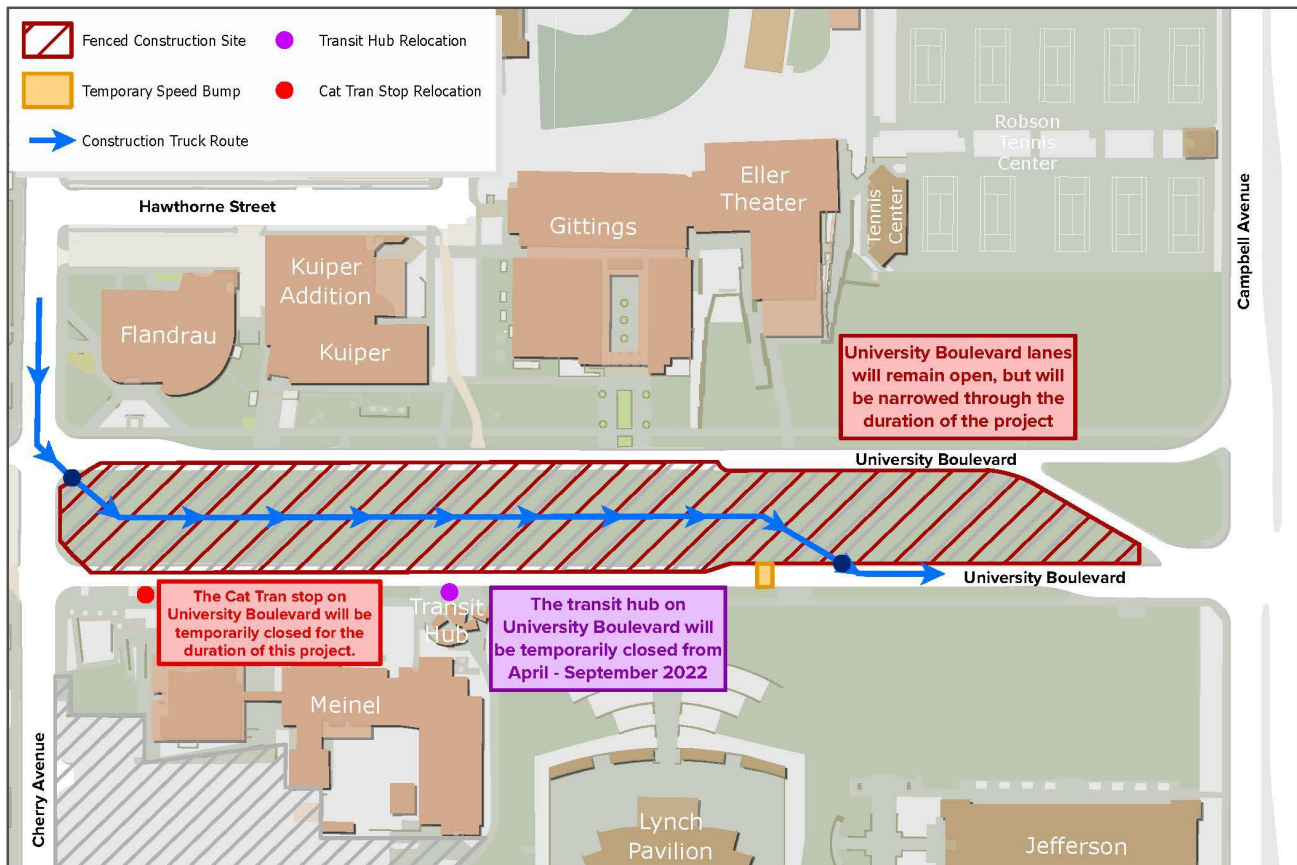 Fenced Construction Site
Transit Hub Relocation
Temporary Speed Bump
Cat Tran Stop Relocation
Construction Truck Route
Robson
Tennis
Center
Eller
Theater
Gittings
Tennis
Center
Hawthorne Street
Campbell Avenue
Kuiper
Addition
Flandrau
Kuiper
University Boulevard lanes
will remain open, but will
be narrowed through the
duration of the project
University Boulevard
University Boulevard
The Cat Tran stop on
University Boulevard will be
temporarily closed for the
duration of this project.
Transit
Hub
The transit hub on
University Boulevard will
be temporarily closed from
April - September 2022
Meinel
Cherry Avenue
Lynch
Pavilion
Jefferson